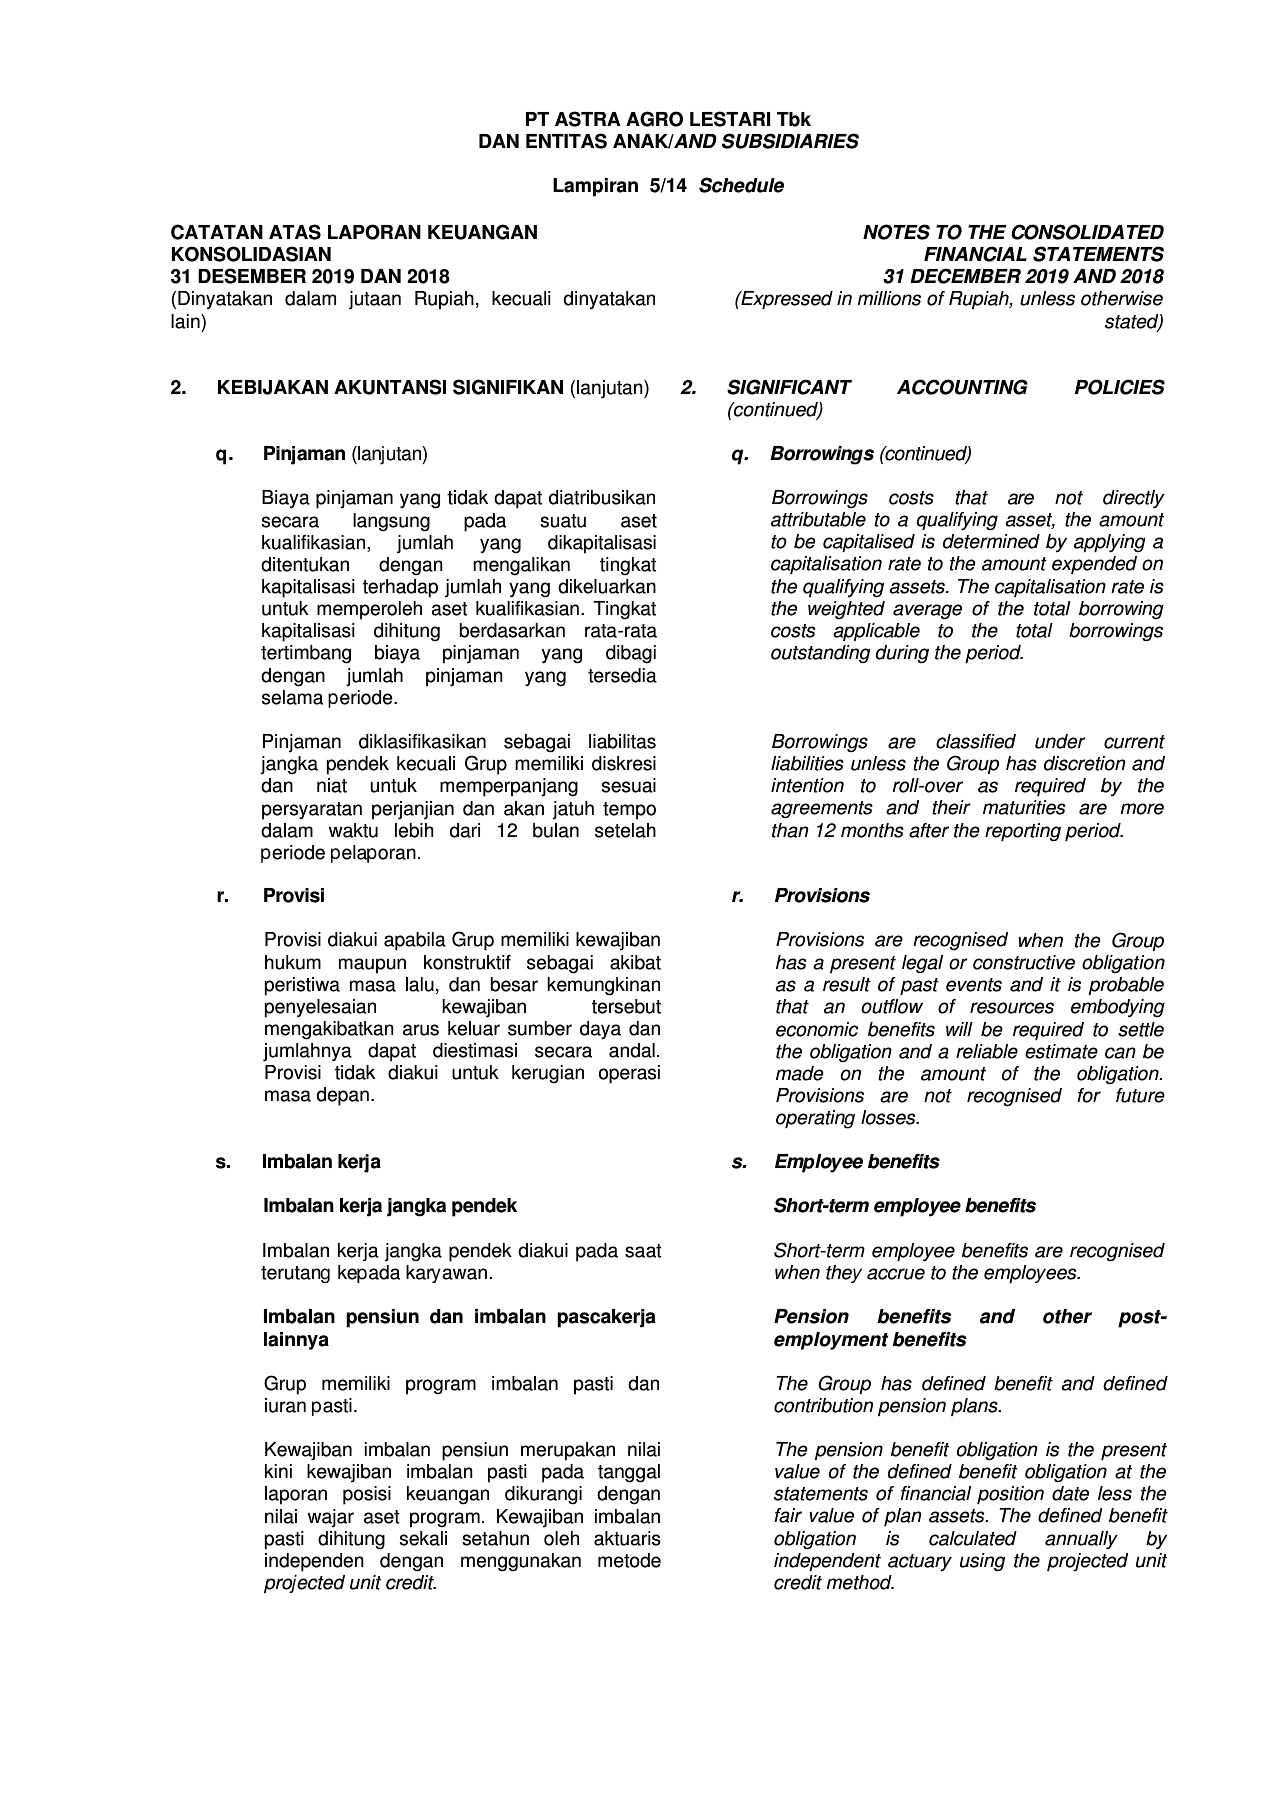 PT ASTRA AGRO LESTARI Tbk
DAN ENTITAS ANAK/AND SUBSIDIARIES
Lampiran 5/14 Schedule
CATATAN ATAS LAPORAN KEUANGAN
KONSOLIDASIAN
31 DESEMBER 2019 DAN 2018
(Dinyatakan dalam jutaan Rupiah, kecuali dinyatakan
lain)
NOTES TO THE CONSOLIDATED
FINANCIAL STATEMENTS
31 DECEMBER 2019 AND 2018
(Expressed in millions of Rupiah, unless otherwise
stated)
2. KEBIJAKAN AKUNTANSI SIGNIFIKAN (lanjutan)
q. Pinjaman (lanjutan)
Biaya pinjaman yang tidak dapat diatribusikan
secara langsung pada suatu aset
kualifikasian, jumlah yang dikapitalisasi
ditentukan dengan mengalikan tingkat
kapitalisasi terhadap jumlah yang dikeluarkan
untuk memperoleh aset kualifikasian. Tingkat
kapitalisasi dihitung berdasarkan rata-rata
tertimbang biaya pinjaman yang dibagi
dengan jumlah pinjaman yang tersedia
selama periode.
Pinjaman diklasifikasikan sebagai liabilitas
jangka pendek kecuali Grup memiliki diskresi
dan niat untuk memperpanjang sesuai
persyaratan perjanjian dan akan jatuh tempo
dalam waktu lebih dari 12 bulan setelah
periode pelaporan.
r. Provisi
Provisi diakui apabila Grup memiliki kewajiban
hukum maupun konstruktif sebagai akibat
peristiwa masa lalu, dan besar kemungkinan
penyelesaian kewajiban tersebut
mengakibatkan arus keluar sumber daya dan
jumlahnya dapat diestimasi secara andal.
Provisi tidak diakui untuk kerugian operasi
masa depan.
s. Imbalan kerja
Imbalan kerja jangka pendek
Imbalan kerja jangka pendek diakui pada saat
terutang kepada karyawan.
Imbalan pensiun dan imbalan pascakerja
lainnya
Grup memiliki program imbalan pasti dan
iuran pasti.
Kewajiban imbalan pensiun merupakan nilai
kini kewajiban imbalan pasti pada tanggal
laporan posisi keuangan dikurangi dengan
nilai wajar aset program. Kewajiban imbalan
pasti dihitung sekali setahun oleh aktuaris
independen dengan menggunakan metode
projected unit credit.
2. SIGNIFICANT ACCOUNTING POLICIES
(continued)
q. Borrowings (continued)
Borrowings costs that are not directly
attributable to a qualifying asset, the amount
to be capitalised is determined by applying a
capitalisation rate to the amount expended on
the qualifying assets. The capitalisation rate is
the weighted average of the total borrowing
costs applicable to the total borrowings
outstanding during the period.
Borrowings are classified under current
liabilities unless the Group has discretion and
intention to roll-over as required by the
agreements and their maturities are more
than 12 months after the reporting period.
r. Provisions
Provisions are recognised when the Group
has a present legal or constructive obligation
as a result of past events and it is probable
that an outflow of resources embodying
economic benefits will be required to settle
the obligation and a reliable estimate can be
made on the amount of the obligation.
Provisions are not recognised for future
operating losses.
s. Employee benefits
Short-term employee benefits
Short-term employee benefits are recognised
when they accrue to the employees.
Pension benefits and other post-
employment benefits
The Group has defined benefit and defined
contribution pension plans.
The pension benefit obligation is the present
value of the defined benefit obligation at the
statements of financial position date less the
fair value of plan assets. The defined benefit
obligation is calculated annually by
independent actuary using the projected unit
credit method.